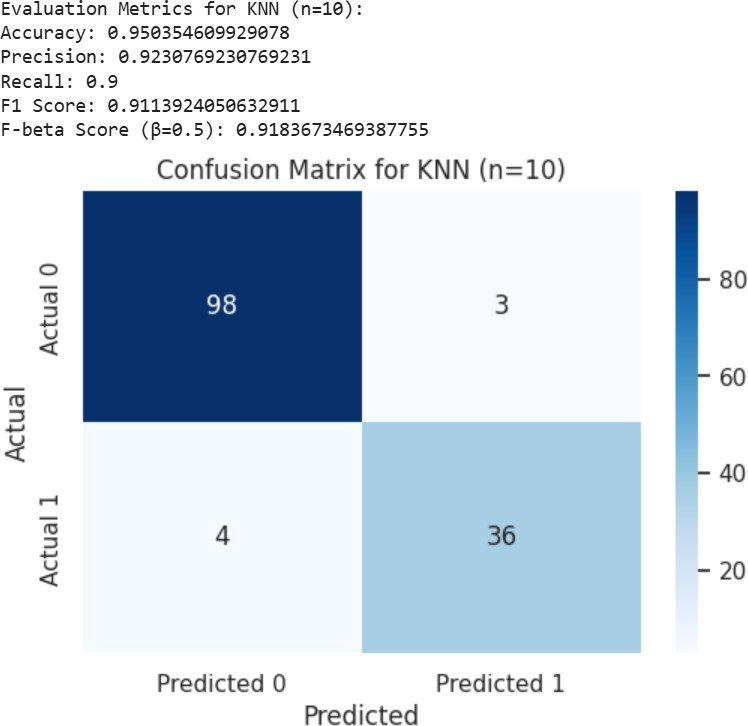 Evaluation Metrics for KNN (n=10):
Accuracy: 0.950354609929078
Precision: 0.9230769230769231
Recall: 0.9
F1 Score: 0.9113924050632911
F-beta Score (β=0.5): 0.9183673469387755
Confusion Matrix for KNN (n=10)
Actual
Actual 0
98
3
Actual 1
4
36
80
60
40
20
Predicted 0
Predicted 1
Predicted